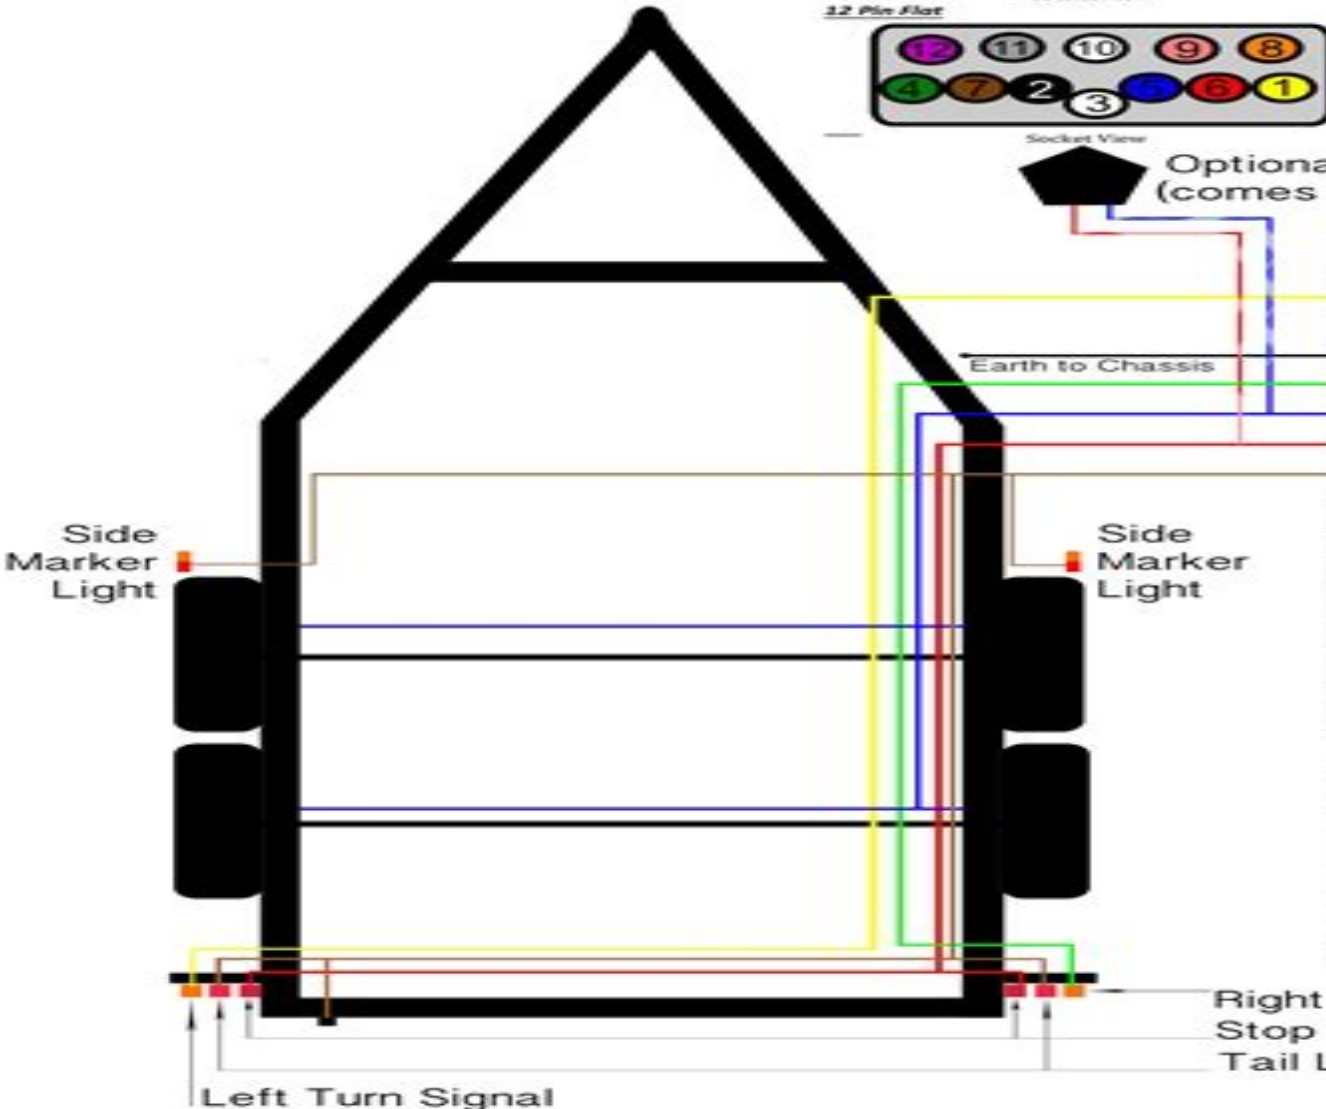 12 Pin Flat
12 11 10 9 8
4 7 2 3 5 6 1
Socket View
Optiona
(comes
Earth to Chassis
Side
Marker
Light
Side
Marker
Light
Right
Stop
Tail L
Left Turn Signal